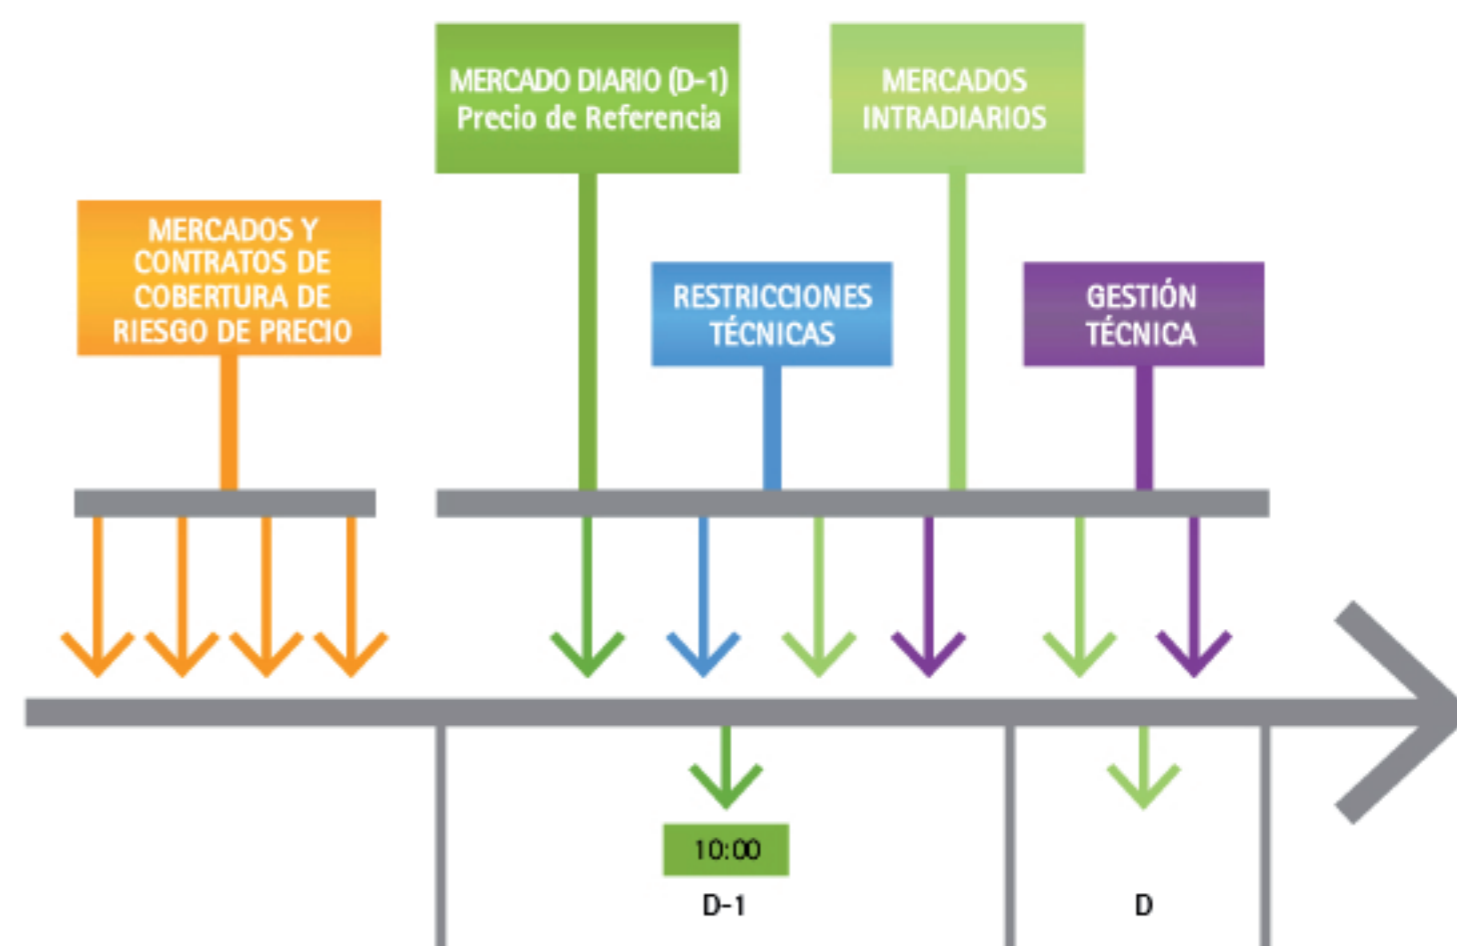 MERCADO DIARIO (D-1)
Precio de Referencia
MERCADOS
INTRADIARIOS
MERCADOS Y
CONTRATOS DE
COBERTURA DE
RIESGO DE PRECIO
RESTRICCIONES
TÉCNICAS
GESTIÓN
TÉCNICA
10:00
D-1
D